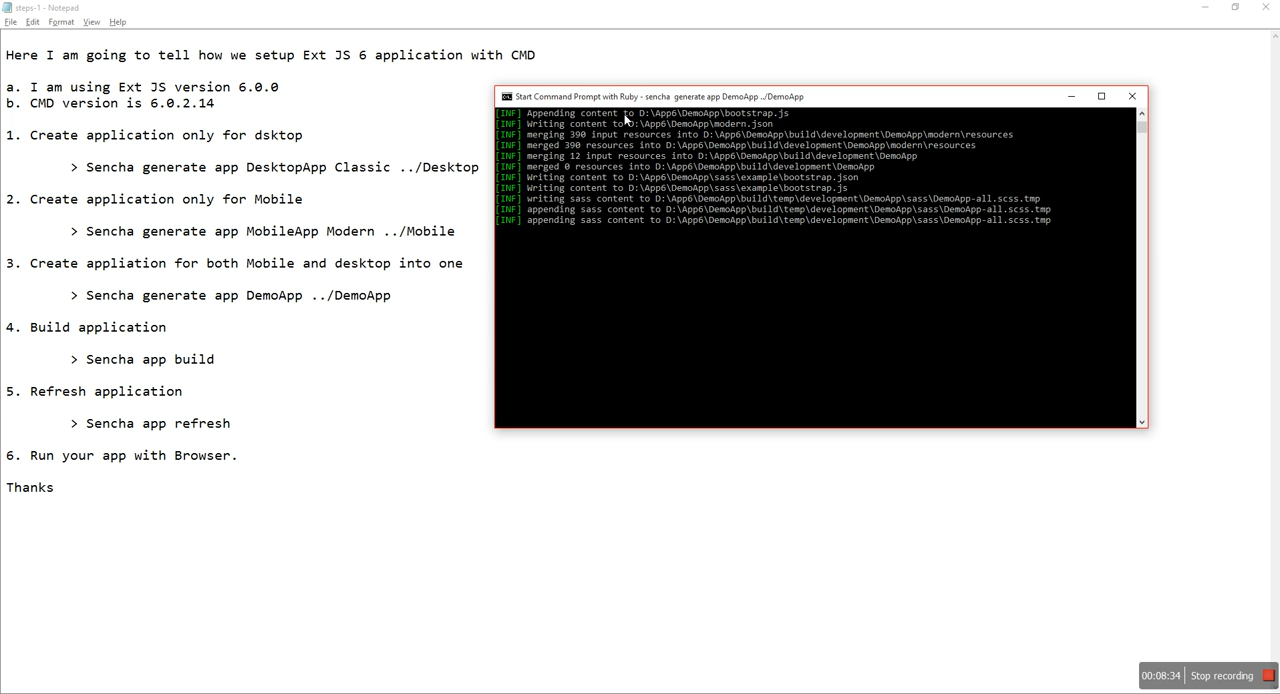 steps-1 - Notepad
File Edit Format View Help
Here I am going to tell how we setup Ext JS 6 application with CMD
a. I am using Ext JS version 6.0.0
b. CMD version is 6.0.2.14
1. Create application only for dsktop
> Sencha generate app DesktopApp Classic ../Desktop
2. Create application only for Mobile
> Sencha generate app MobileApp Modern ../Mobile
3. Create appliation for both Mobile and desktop into one
> Sencha generate app DemoApp ../DemoApp
4. Build application
> Sencha app build
5. Refresh application
> Sencha app refresh
6. Run your app with Browser.
Thanks
Start Command Prompt with Ruby - sencha generate app DemoApp ../DemoApp
[INF] Appending content to D:\App6\DemoApp\bootstrap.js
[INF] Writing content to D:\App6\DemoApp\modern.json
[INF] merging 390 input resources into D:\App6\DemoApp\build\development\DemoApp\modern\resources
[INF] merged 390 resources into D:\App6\DemoApp\build\development\DemoApp\modern\resources
[INF] merging 12 input resources into D:\App6\DemoApp\build\development\DemoApp
[INF] merged 0 resources into D:\App6\DemoApp\build\development\DemoApp
[INF] Writing content to D:\App6\DemoApp\sass\example\bootstrap.json
[INF] Writing content to D:\App6\DemoApp\sass\example\bootstrap.js
[INF] writing sass content to D:\App6\DemoApp\build\temp\development\DemoApp\sass\DemoApp-all.scss.tmp
[INF] appending sass content to D:\App6\DemoApp\build\temp\development\DemoApp\sass\DemoApp-all.scss.tmp
[INF] appending sass content to D:\App6\DemoApp\build\temp\development\DemoApp\sass\DemoApp-all.scss.tmp
00:08:34 Stop recording